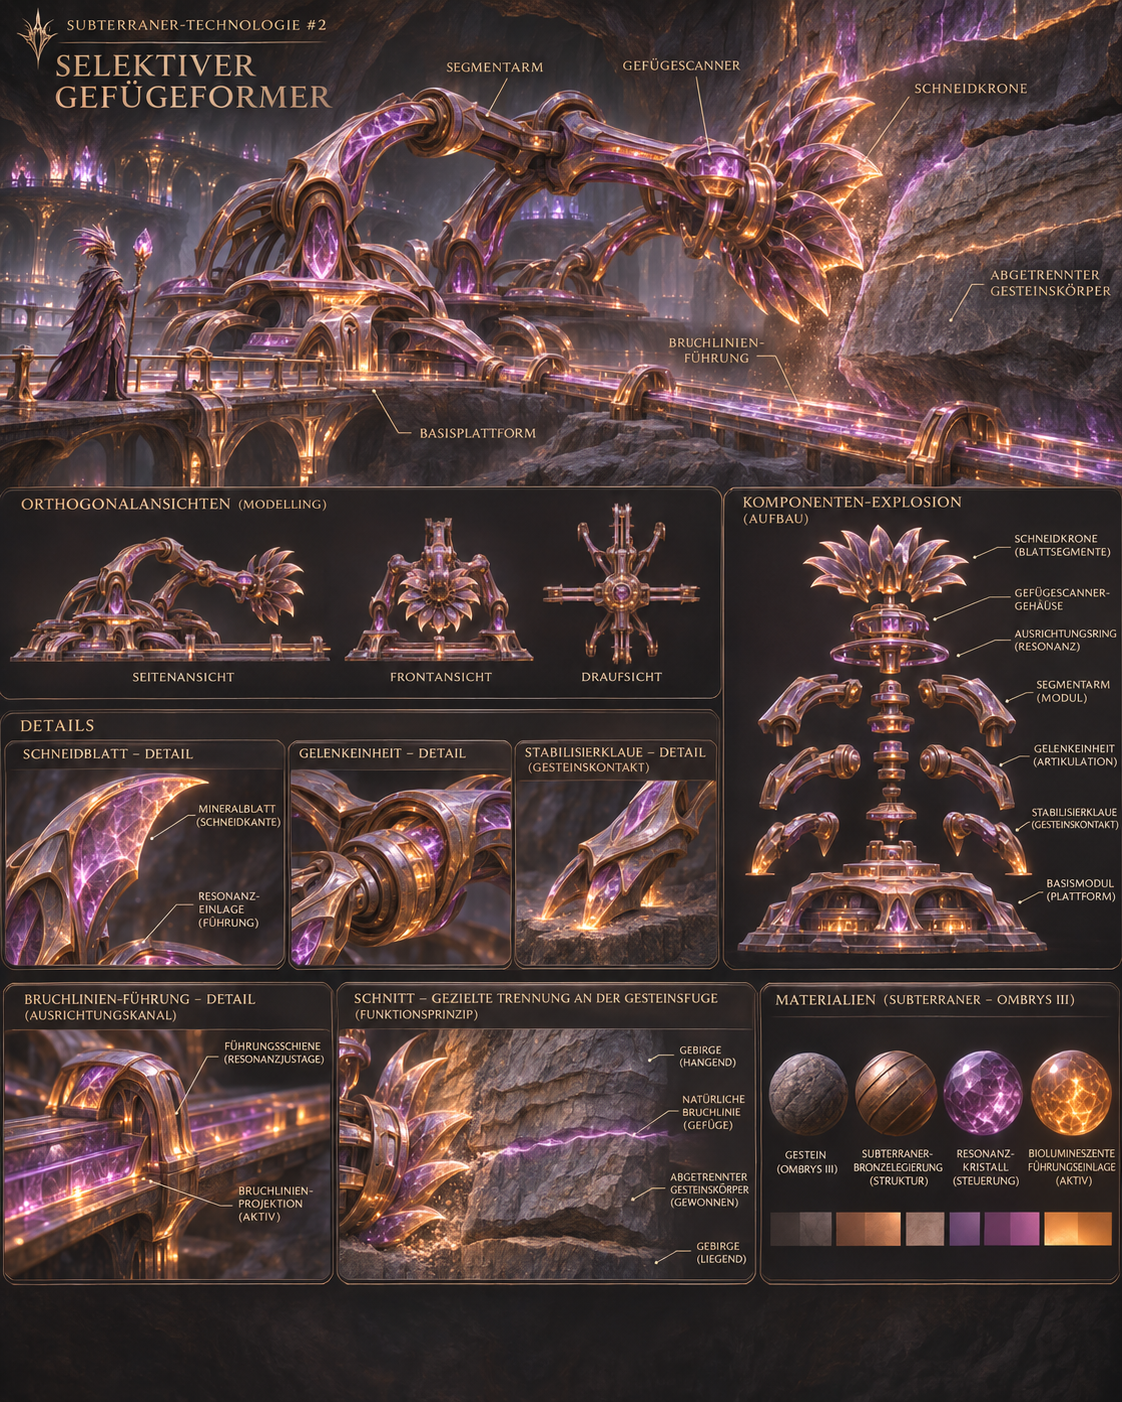 SUBTERRANER-TECHNOLOGIE #2
SELEKTIVER
GEFÜGEFORMER
SEGMENTARM
GEFÜGESCANNER
SCHNEIDKRONE
ABGETRENNTER
GESTEINSKÖRPER
BRUCHLINIEN-
FÜHRUNG
BASISPLATTFORM
ORTHOGONALANSICHTEN (MODELLING)
SEITENANSICHT
FRONTANSICHT
DRAUFSICHT
KOMPONENTEN-EXPLOSION
(AUFBAU)
SCHNEIDKRONE
(BLATTSEGMENTE)
GEFÜGESCANNER-
GEHÄUSE
AUSRICHTUNGSRING
(RESONANZ)
SEGMENTARM
(MODUL)
GELENKEINHEIT
(ARTIKULATION)
STABILISIERKLAUE
(GESTEINSKONTAKT)
BASISMODUL
(PLATTFORM)
DETAILS
SCHNEIDBLATT – DETAIL
MINERALBLATT
(SCHNEIDKANTE)
RESONANZ-
EINLAGE
(FÜHRUNG)
GELENKEINHEIT – DETAIL
STABILISIERKLAUE – DETAIL
(GESTEINSKONTAKT)
BRUCHLINIEN-FÜHRUNG – DETAIL
(AUSRICHTUNGSKANAL)
FÜHRUNGSSCHIENE
(RESONANZJUSTAGE)
BRUCHLINIEN-
PROJEKTION
(AKTIV)
SCHNITT – GEZIELTE TRENNUNG AN DER GESTEINSFUGE
(FUNKTIONSPRINZIP)
GEBIRGE
(HANGEND)
NATÜRLICHE
BRUCHLINIE
(GEFÜGE)
ABGETRENNTER
GESTEINSKÖRPER
(GEWONNEN)
GEBIRGE
(LIEGEND)
MATERIALIEN (SUBTERRANER – OMBRYS III)
GESTEIN
(OMBRYS III)
SUBTERRANER-
BRONZELEGIERUNG
(STRUKTUR)
RESONANZ-
KRISTALL
(STEUERUNG)
BIOLUMINESZENTE
FÜHRUNGSEINLAGE
(AKTIV)